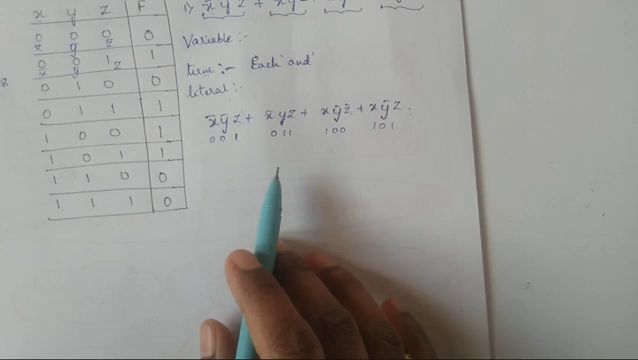 x y z F
0 0 0 0
x̄ ȳ z̄
0 0 1 1
x̄ ȳ z
0 1 0 0
0 1 1 1
1 0 0 1
1 0 1 1
1 1 0 0
1 1 1 0
8
1)
Variable :-
term :- Each 'and'
literal :-
x̄ȳz + x̄yz + xȳz̄ + xȳz.
001 011 100 101